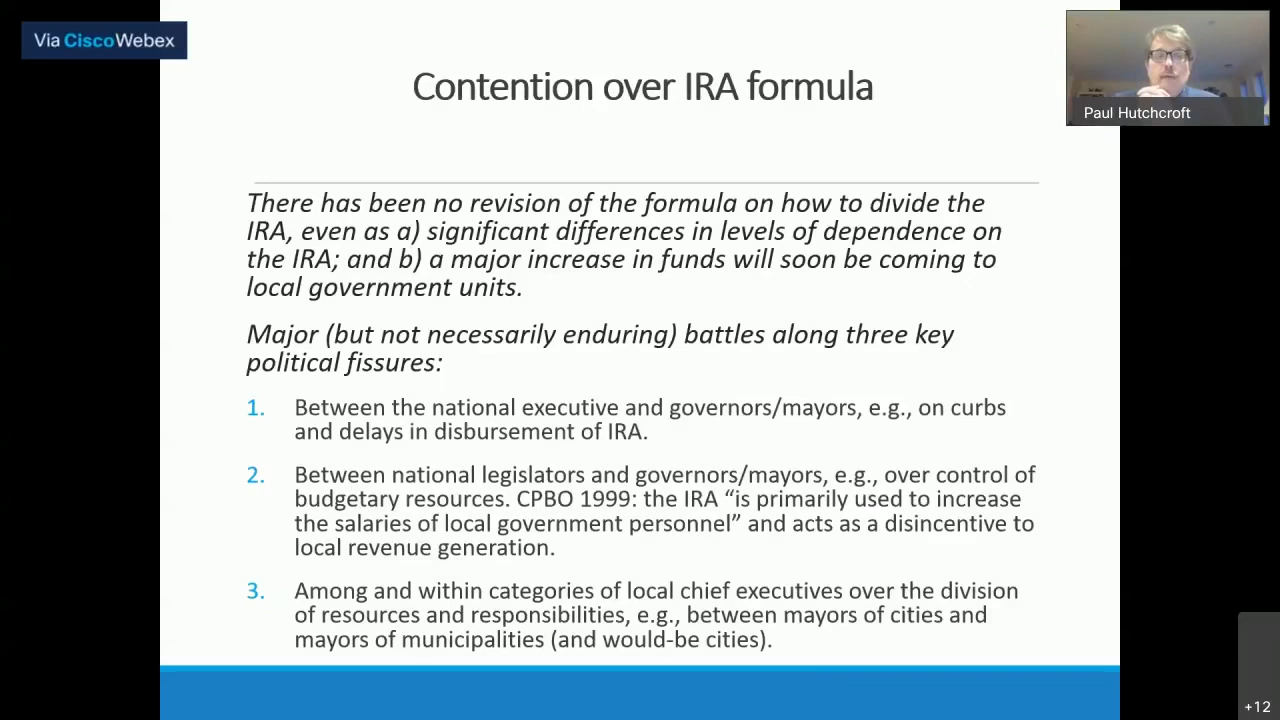 Via CiscoWebex
Contention over IRA formula
Paul Hutchcroft
There has been no revision of the formula on how to divide the
IRA, even as a) significant differences in levels of dependence on
the IRA; and b) a major increase in funds will soon be coming to
local government units.
Major (but not necessarily enduring) battles along three key
political fissures:
1. Between the national executive and governors/mayors, e.g., on curbs
and delays in disbursement of IRA.
2. Between national legislators and governors/mayors, e.g., over control of
budgetary resources. CPBO 1999: the IRA “is primarily used to increase
the salaries of local government personnel” and acts as a disincentive to
local revenue generation.
3. Among and within categories of local chief executives over the division
of resources and responsibilities, e.g., between mayors of cities and
mayors of municipalities (and would-be cities).
+12